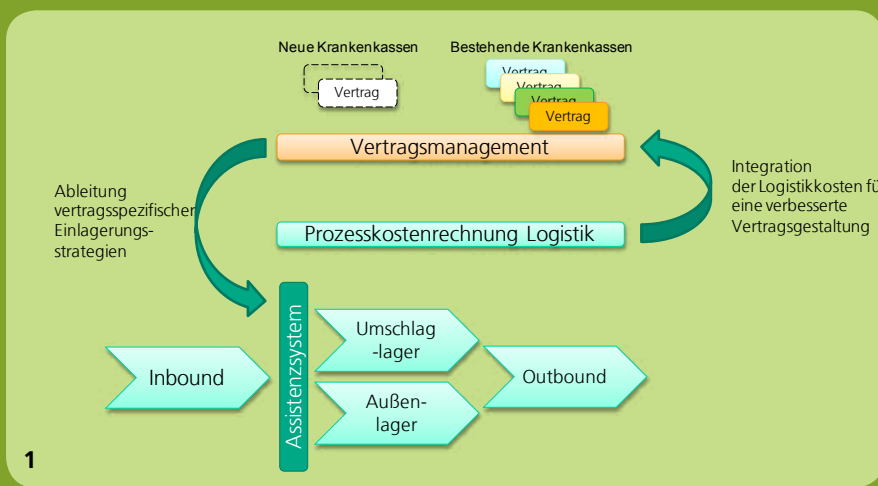 Neue Krankenkassen
Bestehende Krankenkassen
Vertrag
Vertrag
Vertrag
Vertrag
Vertrag
Vertragsmanagement
Ableitung
vertragsspezifischer
Einlagerungs-
strategien
Integration
der Logistikkosten fü
eine verbesserte
Vertragsgestaltung
Prozesskostenrechnung Logistik
Assistenzsystem
Inbound
Umschlag
-lager
Außen-
lager
Outbound
1